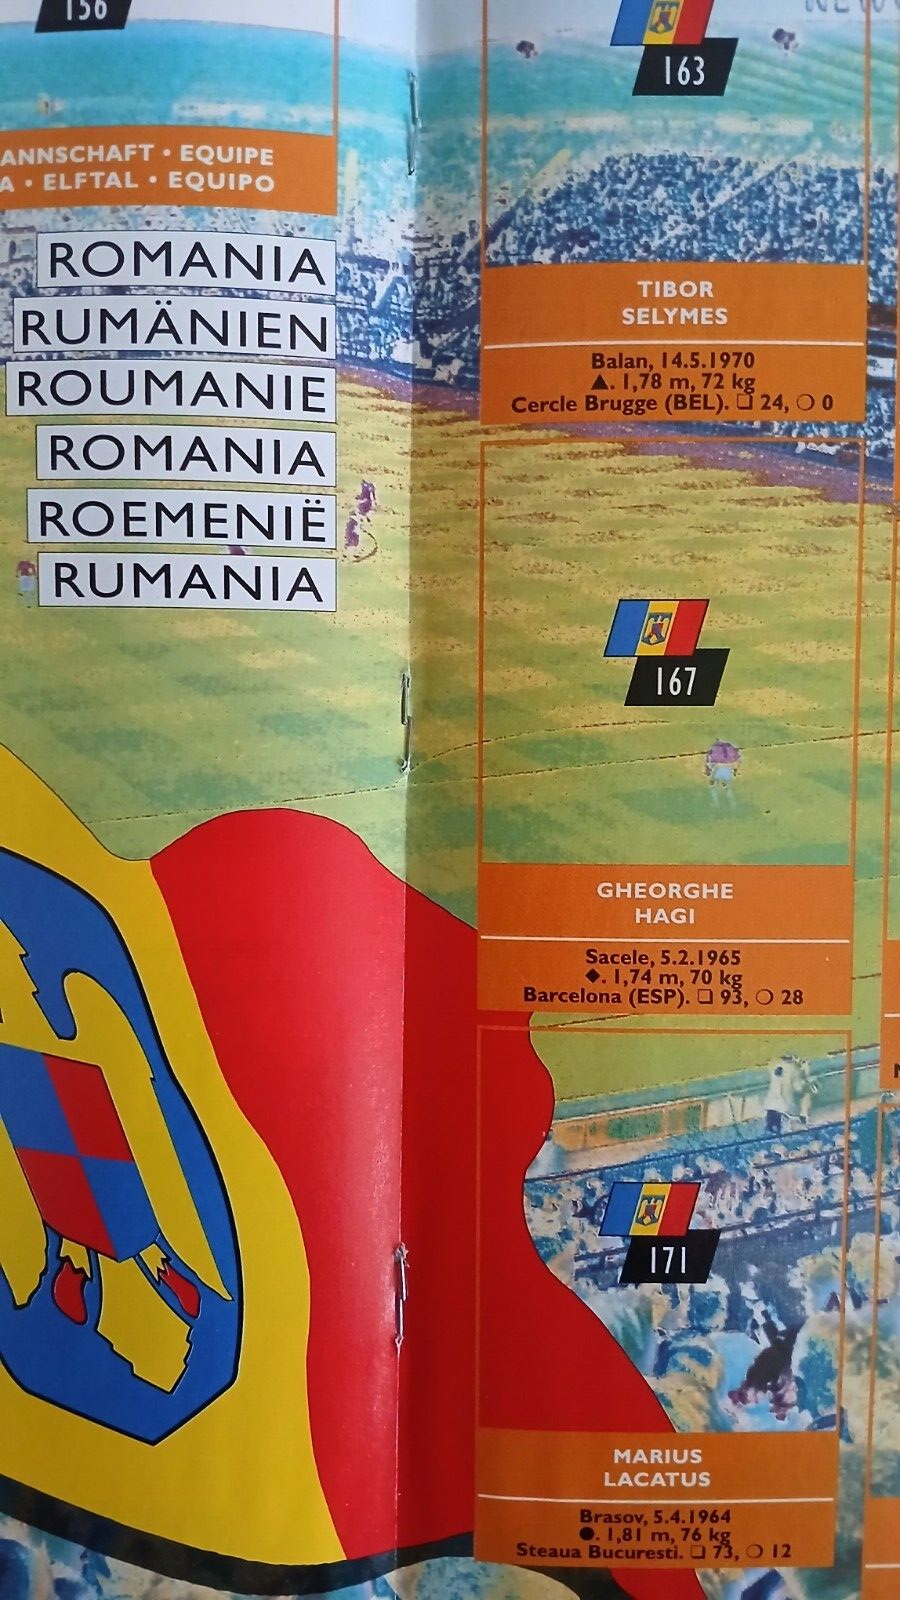 156
ANNSCHAFT • EQUIPE
A • ELFTAL • EQUIPO
ROMANIA
RUMÄNIEN
ROUMANIE
ROMANIA
ROEMENIË
RUMANIA
163
TIBOR
SELYMES
Balan, 14.5.1970
▲. 1,78 m, 72 kg
Cercle Brugge (BEL). ❑ 24, ❍ 0
167
GHEORGHE
HAGI
Sacele, 5.2.1965
◆. 1,74 m, 70 kg
Barcelona (ESP). ❑ 93, ❍ 28
171
MARIUS
LACATUS
Brasov, 5.4.1964
●. 1,81 m, 76 kg
Steaua Bucuresti. ❑ 73, ❍ 12